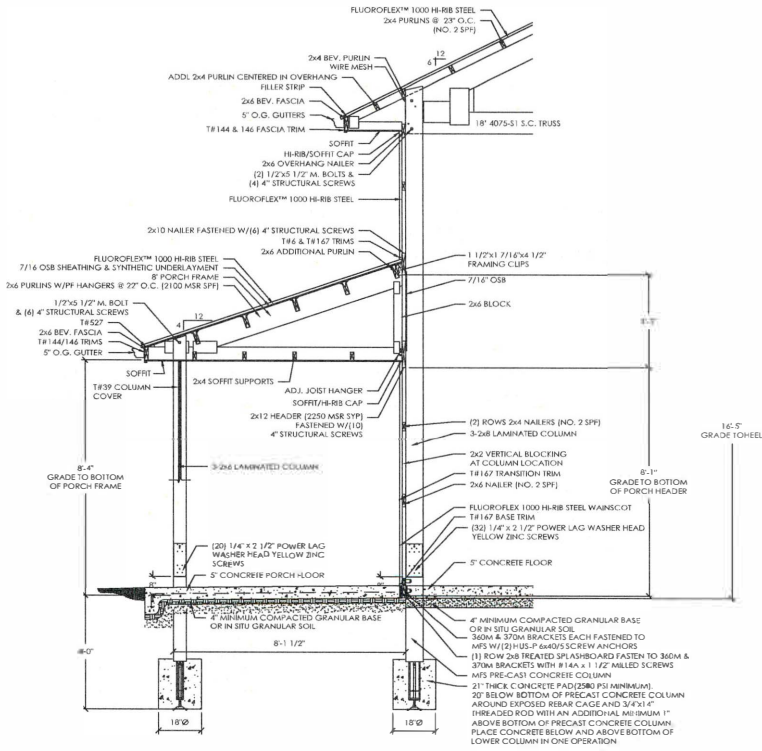 FLUOROFLEX™ 1000 HI-RIB STEEL
2x4 PURLINS @ 23" O.C.
(NO. 2 SPF)
12
6
2x4 BEV. PURLIN
WIRE MESH
ADDL 2x4 PURLIN CENTERED IN OVERHANG
FILLER STRIP
2x6 BEV. FASCIA
5" O.G. GUTTERS
T#144 & 146 FASCIA TRIM
18' 4075-S1 S.C. TRUSS
SOFFIT
HI-RIB/SOFFIT CAP
2x6 OVERHANG NAILER
(2) 1/2"x5 1/2" M. BOLTS &
(4) 4" STRUCTURAL SCREWS
FLUOROFLEX™ 1000 HI-RIB STEEL
2x10 NAILER FASTENED W/(6) 4" STRUCTURAL SCREWS
T#6 & T#167 TRIMS
2x6 ADDITIONAL PURLIN
FLUOROFLEX™ 1000 HI-RIB STEEL
7/16 OSB SHEATHING & SYNTHETIC UNDERLAYMENT
8' PORCH FRAME
2x6 PURLINS W/PF HANGERS @ 22" O.C. (2100 MSR SPF)
1/2"x5 1/2" M. BOLT
& (6) 4" STRUCTURAL SCREWS
T#527
2x6 BEV. FASCIA
T#144/146 TRIMS
5" O.G. GUTTER
12
4
1 1/2"x1 7/16"x4 1/2"
FRAMING CLIPS
7/16" OSB
2x6 BLOCK
SOFFIT
T#39 COLUMN
COVER
2x4 SOFFIT SUPPORTS
ADJ. JOIST HANGER
SOFFIT/HI-RIB CAP
2x12 HEADER (2250 MSR SYP)
FASTENED W/(10)
4" STRUCTURAL SCREWS
(2) ROWS 2x4 NAILERS (NO. 2 SPF)
3-2x8 LAMINATED COLUMN
2x2 VERTICAL BLOCKING
AT COLUMN LOCATION
T#167 TRANSITION TRIM
2x6 NAILER (NO. 2 SPF)
16'-5"
GRADE TO HEEL
8'-4"
GRADE TO BOTTOM
OF PORCH FRAME
3-2x6 LAMINATED COLUMN
8'-1"
GRADE TO BOTTOM
OF PORCH HEADER
FLUOROFLEX 1000 HI-RIB STEEL WAINSCOT
T#167 BASE TRIM
(32) 1/4" x 2 1/2" POWER LAG WASHER HEAD
YELLOW ZINC
SCREWS
(20) 1/4" x 2 1/2" POWER LAG
WASHER HEAD YELLOW ZINC
SCREWS
5" CONCRETE PORCH FLOOR
5" CONCRETE FLOOR
8"
8"
4" MINIMUM COMPACTED GRANULAR BASE
OR IN SITU GRANULAR SOIL
8'-1 1/2"
4'-0"
4" MINIMUM COMPACTED GRANULAR BASE
OR IN SITU GRANULAR SOIL
360M & 370M BRACKETS EACH FASTENED TO
MFS W/(2) HUS-P 6x40/5 SCREW ANCHORS
(1) ROW 2x8 TREATED SPLASHBOARD FASTEN TO 360M &
370M BRACKETS WITH #14A x 1 1/2" MILLED SCREWS
MFS PRE-CAST CONCRETE COLUMN
21" THICK CONCRETE PAD(2500 PSI MINIMUM).
20" BELOW BOTTOM OF PRECAST CONCRETE COLUMN
AROUND EXPOSED REBAR CAGE AND 3/4"x14"
THREADED ROD WITH AN ADDITIONAL MINIMUM 1"
ABOVE BOTTOM OF PRECAST CONCRETE COLUMN.
PLACE CONCRETE BELOW AND ABOVE BOTTOM OF
LOWER COLUMN IN ONE OPERATION
18"Ø
18"Ø